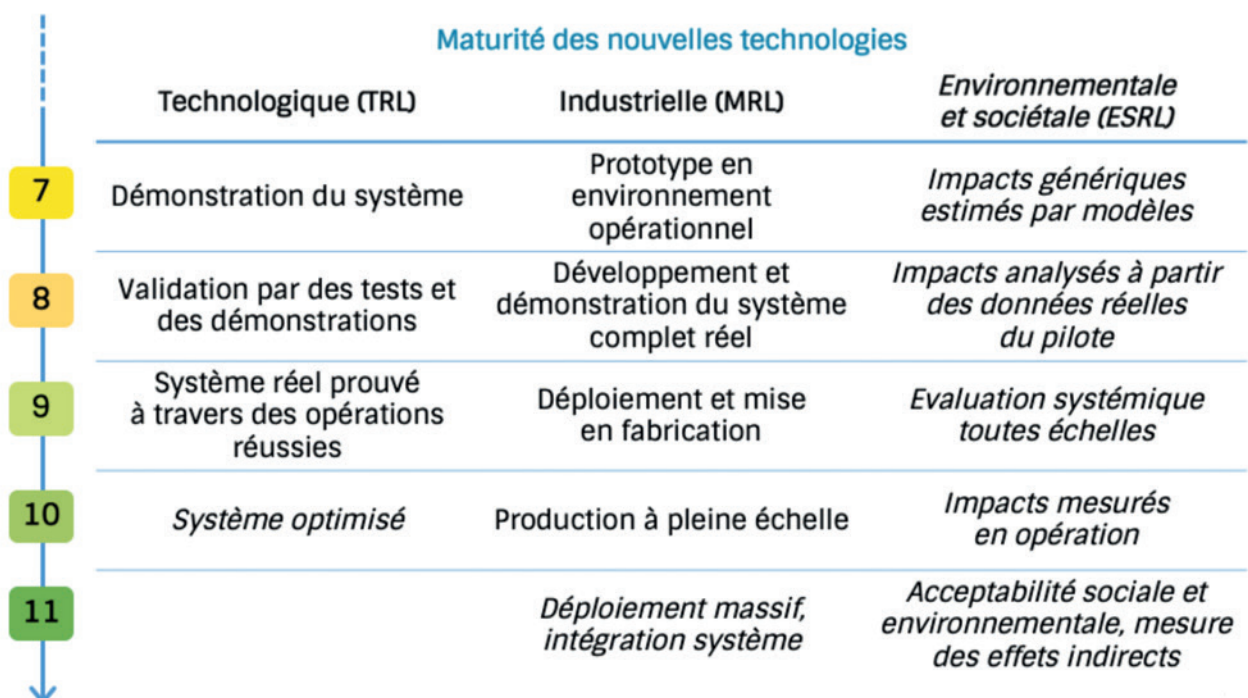 Maturité des nouvelles technologies
Technologique (TRL)
Industrielle (MRL)
Environnementale
et sociétale (ESRL)
7
Démonstration du système
Prototype en
environnement
opérationnel
Impacts génériques
estimés par modèles
8
Validation par des tests et
des démonstrations
Développement et
démonstration du système
complet réel
Impacts analysés à partir
des données réelles
du pilote
9
Système réel prouvé
à travers des opérations
réussies
Déploiement et mise
en fabrication
Evaluation systémique
toutes échelles
10
Système optimisé
Production à pleine échelle
Impacts mesurés
en opération
11
Déploiement massif,
intégration système
Acceptabilité sociale et
environnementale, mesure
des effets indirects